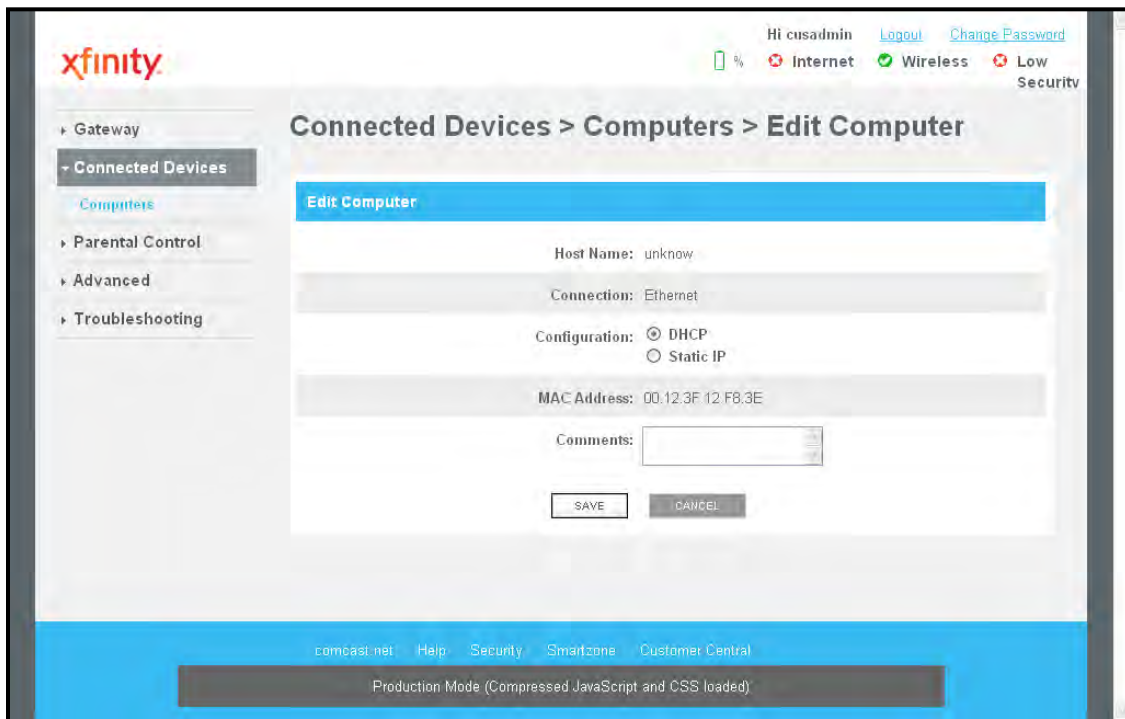 Hi cusadmin Logout Change Password
xfinity.
% Internet Wireless Low
Security
Gateway
Connected Devices
Computers
Parental Control
Advanced
Troubleshooting
Connected Devices > Computers > Edit Computer
Edit Computer
Host Name: unknow
Connection: Ethernet
Configuration: DHCP
Static IP
MAC Address: 00.12.3F 12 F8.3E
Comments:
SAVE CANCEL
comcast.net Help Security Smartzone Customer Central
Production Mode (Compressed JavaScript and CSS loaded)